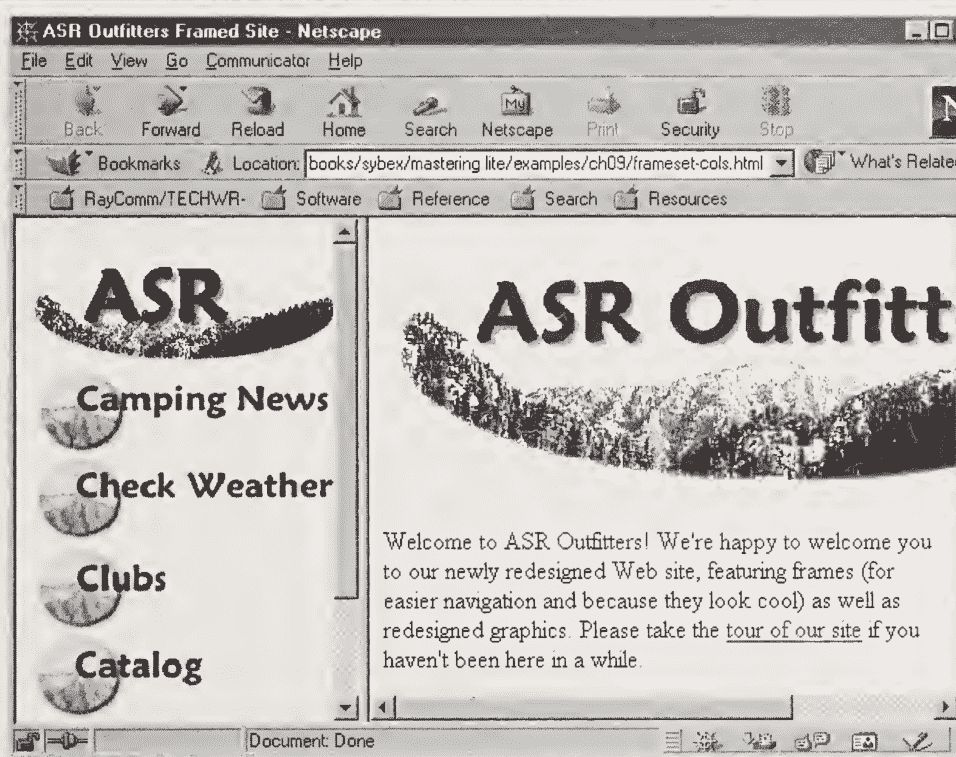 ASR Outfitters Framed Site - Netscape
File Edit View Go Communicator Help
Back Forward Reload Home Search Netscape Print Security Stop
My
N
Bookmarks Location: books/sybex/mastering lite/examples/ch09/frameset-cols.html What's Relate
RayComm/TECHWR- Software Reference Search Resources
ASR
Camping News
Check Weather
Clubs
Catalog
ASR Outfitt
Welcome to ASR Outfitters! We're happy to welcome you
to our newly redesigned Web site, featuring frames (for
easier navigation and because they look cool) as well as
redesigned graphics. Please take the tour of our site if you
haven't been here in a while.
Document: Done